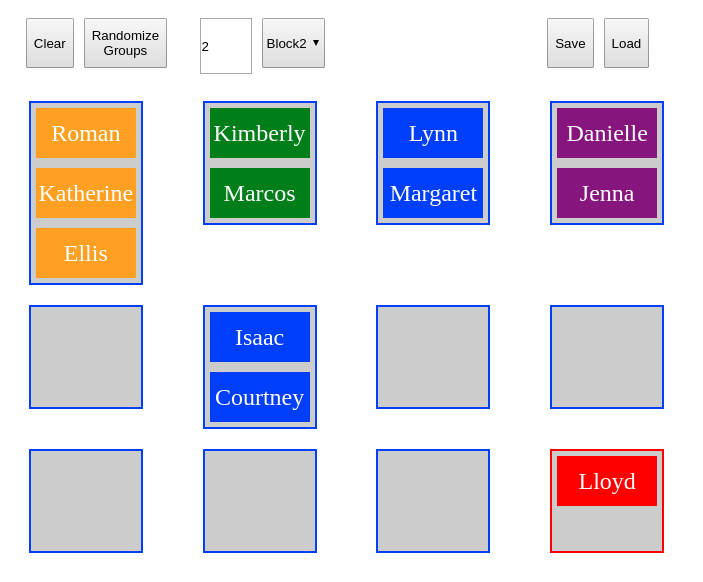 Clear
Randomize
Groups
2
Block2 ▼
Save
Load
Roman
Kimberly
Lynn
Danielle
Katherine
Marcos
Margaret
Jenna
Ellis
Isaac
Courtney
Lloyd